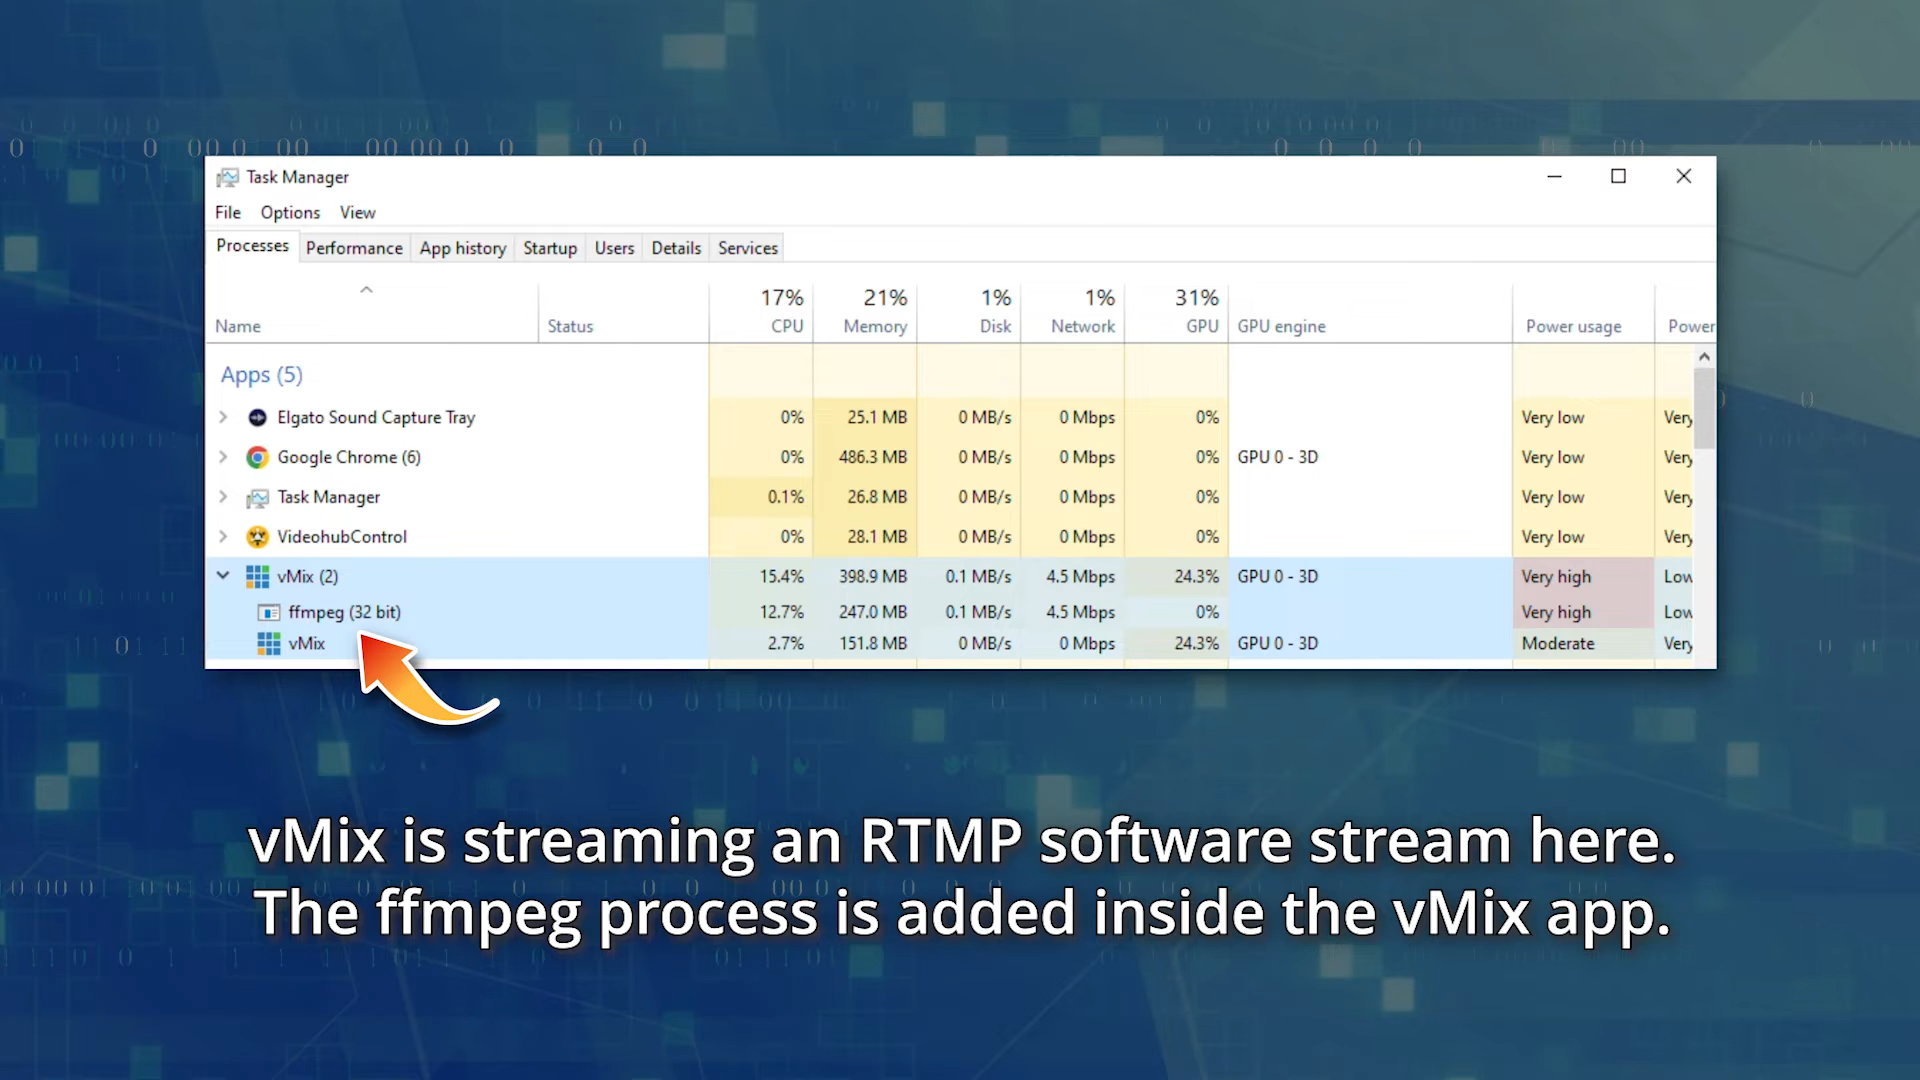 Task Manager
File Options View
Processes Performance App history Startup Users Details Services
17% 21% 1% 1% 31%
Name Status CPU Memory Disk Network GPU GPU engine Power usage Power
Apps (5)
Elgato Sound Capture Tray 0% 25.1 MB 0 MB/s 0 Mbps 0% Very low Very
Google Chrome (6) 0% 486.3 MB 0 MB/s 0 Mbps 0% GPU 0 - 3D Very low Very
Task Manager 0.1% 26.8 MB 0 MB/s 0 Mbps 0% Very low Very
VideohubControl 0% 28.1 MB 0 MB/s 0 Mbps 0% Very low Very
vMix (2) 15.4% 398.9 MB 0.1 MB/s 4.5 Mbps 24.3% GPU 0 - 3D Very high Low
ffmpeg (32 bit) 12.7% 247.0 MB 0.1 MB/s 4.5 Mbps 0% Very high Low
vMix 2.7% 151.8 MB 0 MB/s 0 Mbps 24.3% GPU 0 - 3D Moderate Very
vMix is streaming an RTMP software stream here.
The ffmpeg process is added inside the vMix app.